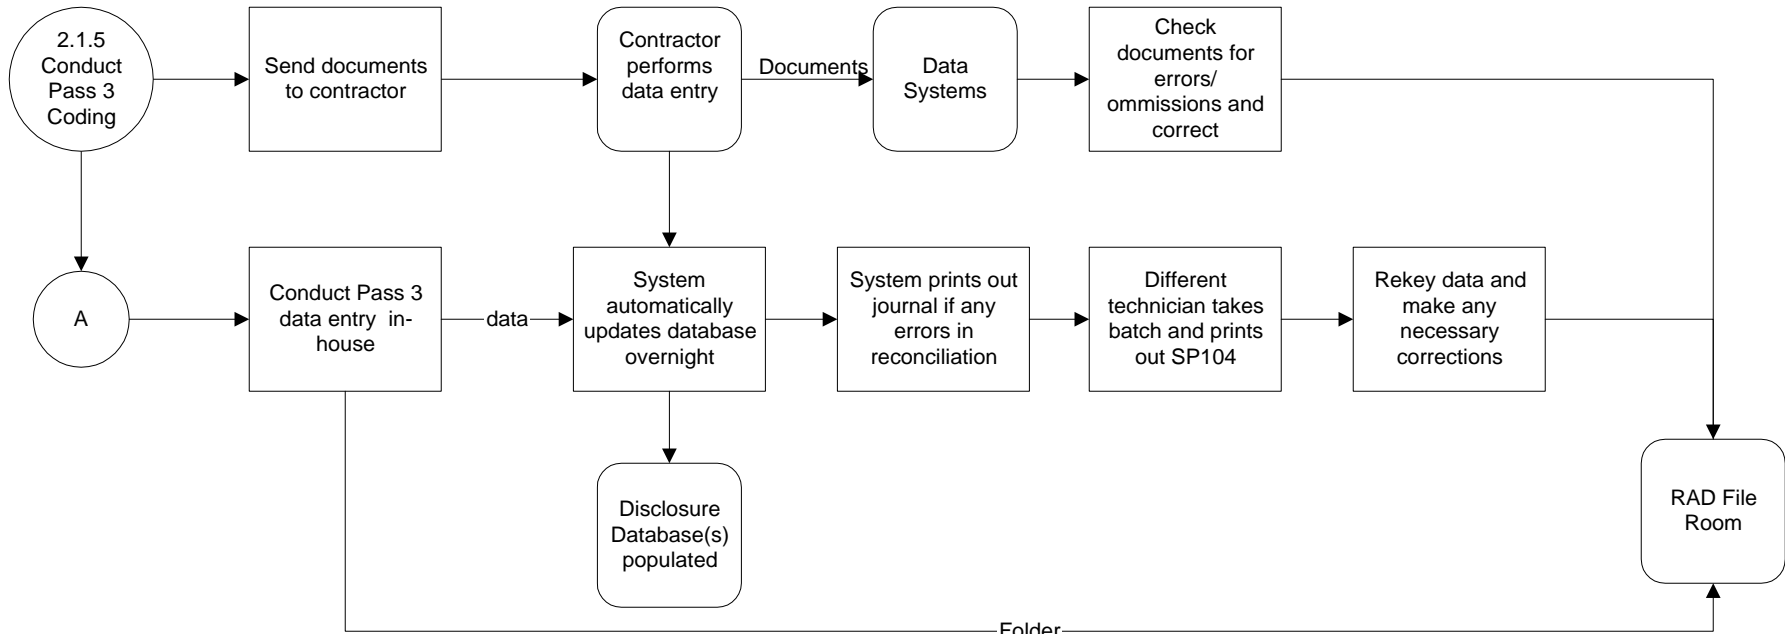 2.1.5
Conduct
Pass 3
Coding
Send documents
to contractor
Contractor
performs
data entry
Documents
Data
Systems
Check
documents for
errors/
ommissions and
correct
A
Conduct Pass 3
data entry in-
house
data
System
automatically
updates database
overnight
System prints out
journal if any
errors in
reconciliation
Different
technician takes
batch and prints
out SP104
Rekey data and
make any
necessary
corrections
Disclosure
Database(s)
populated
RAD File
Room
Folder